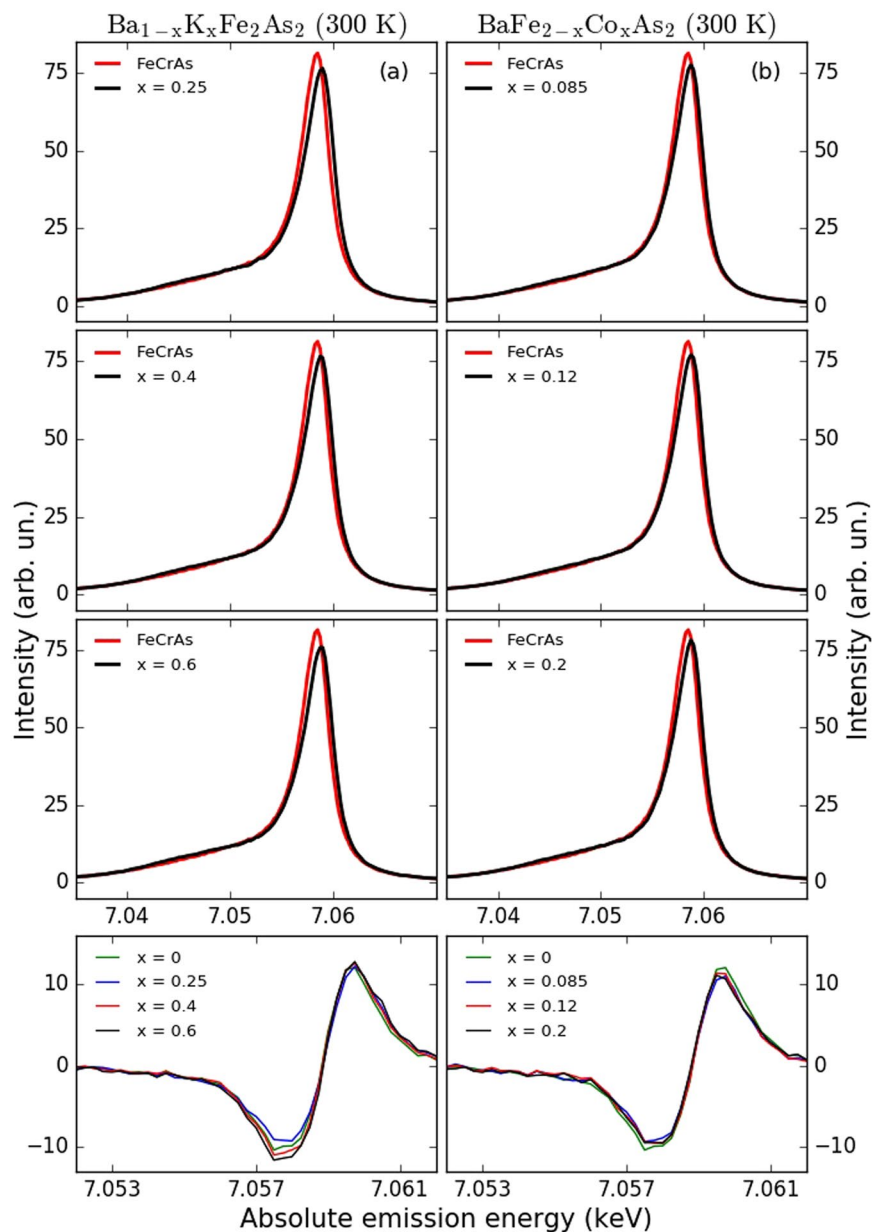 Ba₁₋ₓKₓFe₂As₂ (300 K)
BaFe₂₋ₓCoₓAs₂ (300 K)
75
50
25
0
FeCrAs
x = 0.25
(a)
FeCrAs
x = 0.085
(b)
75
50
25
0
75
50
25
0
FeCrAs
x = 0.4
FeCrAs
x = 0.12
75
50
25
0
Intensity (arb. un.)
Intensity (arb. un.)
75
50
25
0
FeCrAs
x = 0.6
FeCrAs
x = 0.2
75
50
25
0
7.04
7.05
7.06
7.04
7.05
7.06
10
0
−10
x = 0
x = 0.25
x = 0.4
x = 0.6
x = 0
x = 0.085
x = 0.12
x = 0.2
10
0
−10
7.053
7.057
7.061
7.053
7.057
7.061
Absolute emission energy (keV)